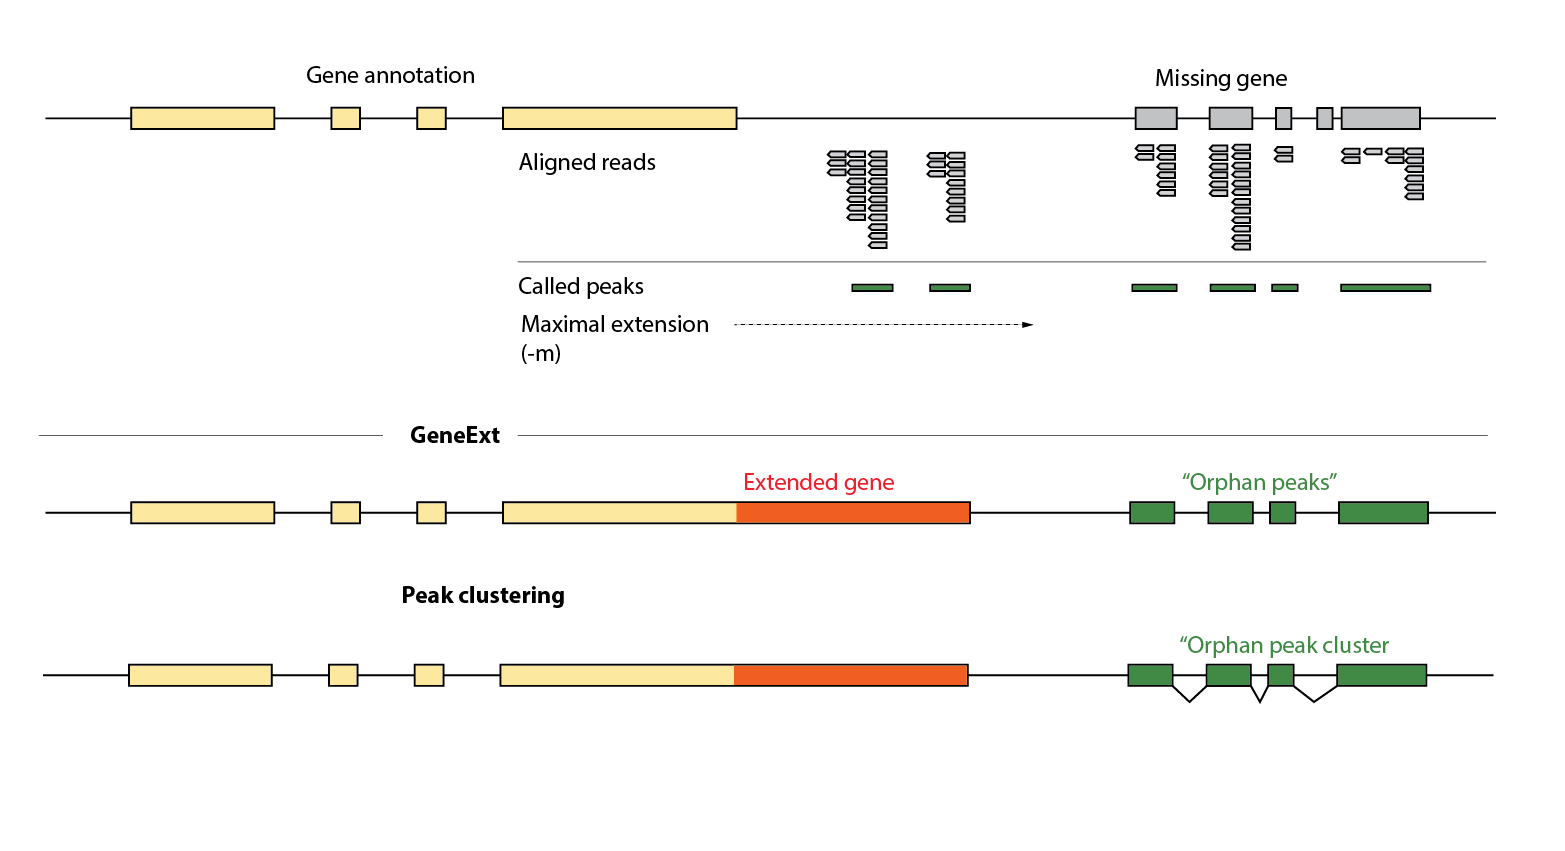 Gene annotation
Missing gene
Aligned reads
Called peaks
Maximal extension
(-m)
GeneExt
Extended gene
“Orphan peaks”
Peak clustering
“Orphan peak cluster